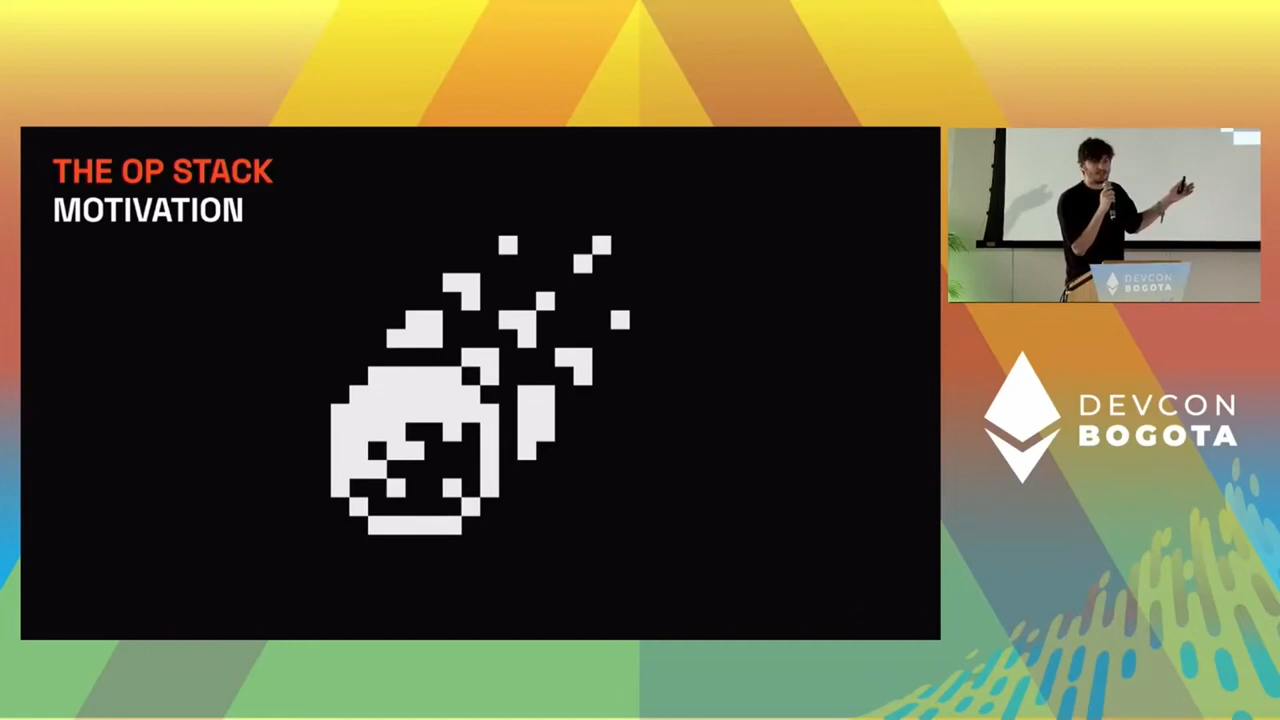 THE OP STACK
MOTIVATION
DEVCON
BOGOTA
DEVCON
BOGOTA